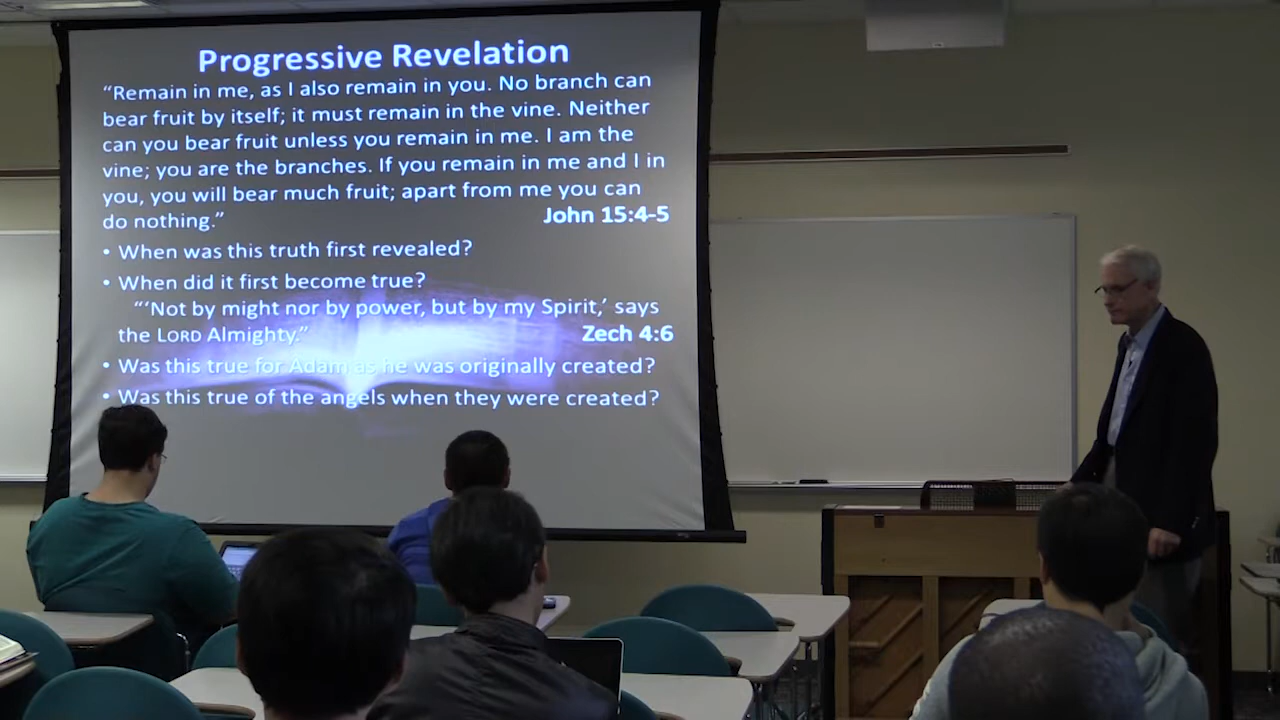 Progressive Revelation
“Remain in me, as I also remain in you. No branch can
bear fruit by itself; it must remain in the vine. Neither
can you bear fruit unless you remain in me. I am the
vine; you are the branches. If you remain in me and I in
you, you will bear much fruit; apart from me you can
do nothing.” John 15:4-5
• When was this truth first revealed?
• When did it first become true?
“‘Not by might nor by power, but by my Spirit,’ says
the LORD Almighty.” Zech 4:6
• Was this true for Adam as he was originally created?
• Was this true of the angels when they were created?